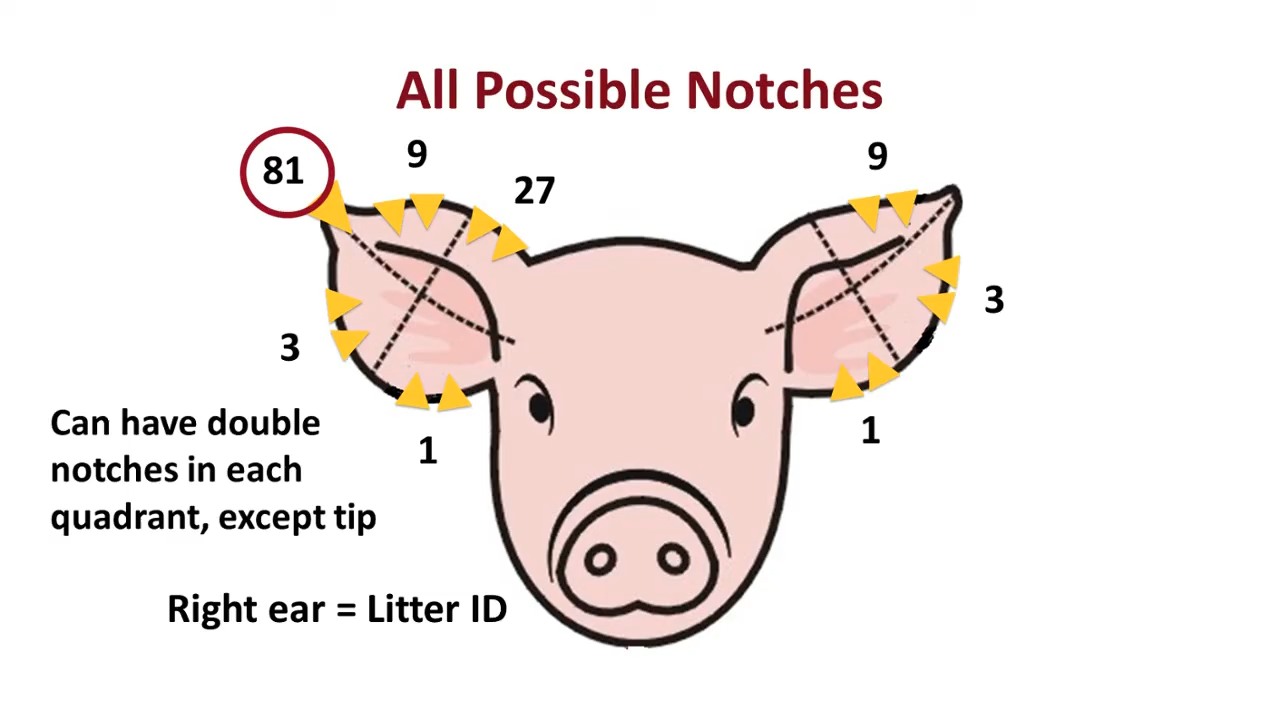 All Possible Notches
81
9
27
9
3
3
1
1
Can have double
notches in each
quadrant, except tip
Right ear = Litter ID